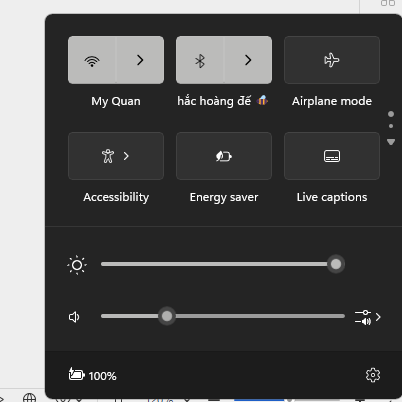 My Quan
hắc hoàng đế
Airplane mode
Accessibility
Energy saver
Live captions
100%